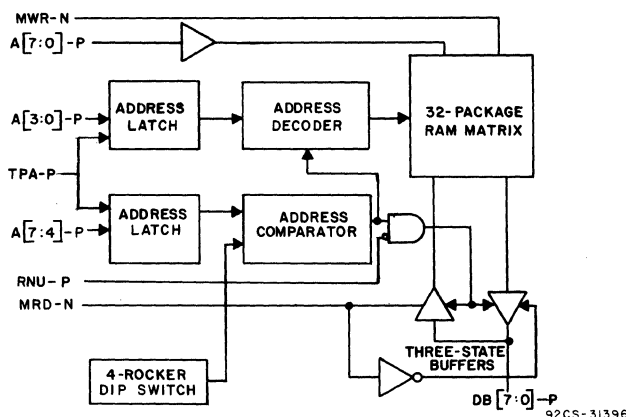 MWR-N
A[7:0]-P
32-PACKAGE
RAM MATRIX
A[3:0]-P
ADDRESS
LATCH
ADDRESS
DECODER
TPA-P
A[7:4]-P
ADDRESS
LATCH
ADDRESS
COMPARATOR
RNU-P
MRD-N
THREE-STATE
BUFFERS
4-ROCKER
DIP SWITCH
DB[7:0]-P
92CS-31396